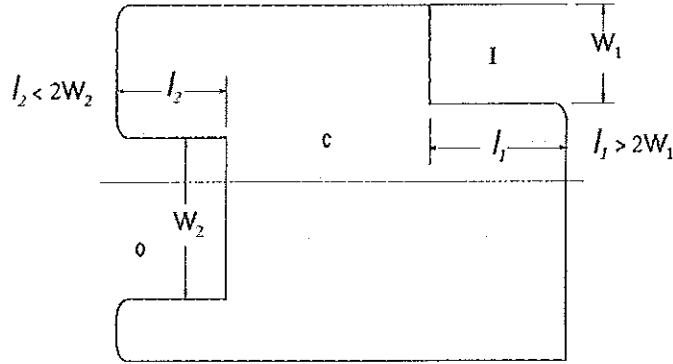 I
W₁
l₂ < 2W₂
l₂
C
l₁
l₁ > 2W₁
W₂
O